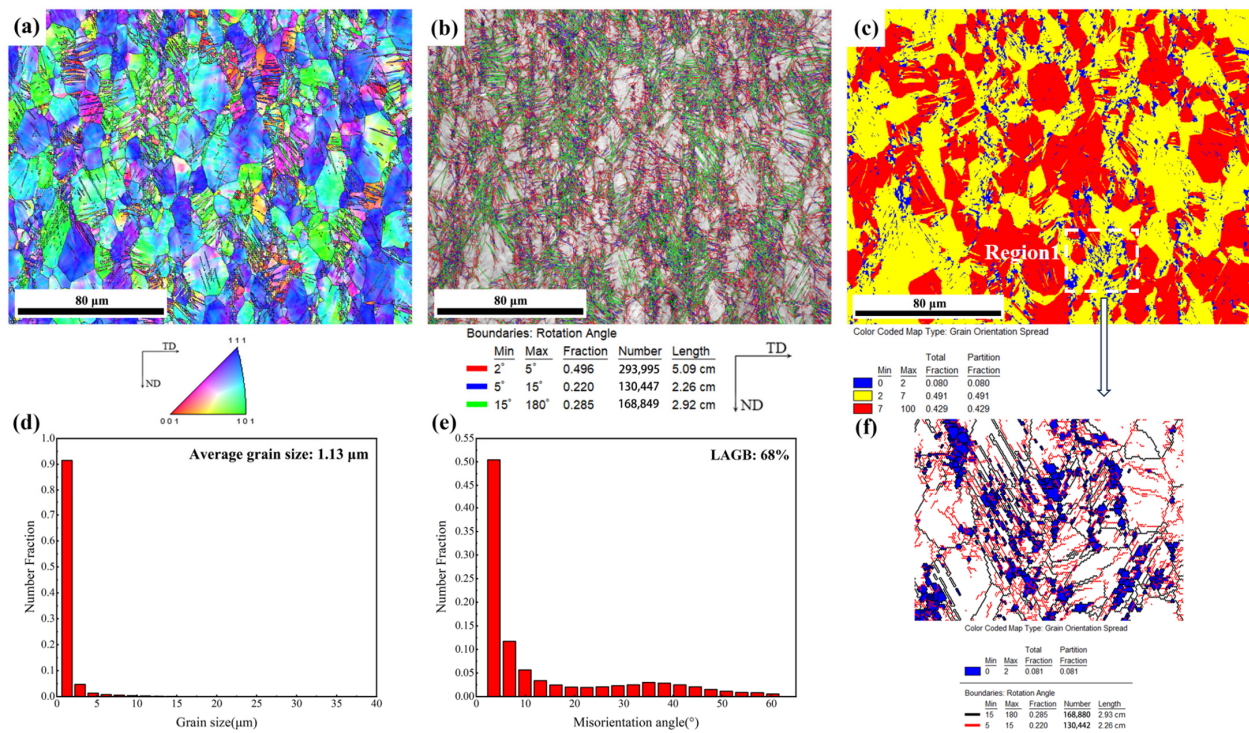 (a)
80 μm
TD
ND
1 1 1
0 0 1
1 0 1
(b)
80 μm
Boundaries: Rotation Angle
Min Max Fraction Number Length
2° 5° 0.496 293,995 5.09 cm
5° 15° 0.220 130,447 2.26 cm
15° 180° 0.285 168,849 2.92 cm
TD
ND
(c)
Region1
80 μm
Color Coded Map Type: Grain Orientation Spread
Total Partition
Min Max Fraction Fraction
0 2 0.080 0.080
2 7 0.491 0.491
7 100 0.429 0.429
(d)
Average grain size: 1.13 μm
Number Fraction
1.0
0.9
0.8
0.7
0.6
0.5
0.4
0.3
0.2
0.1
0.0
0 5 10 15 20 25 30 35 40
Grain size(μm)
(e)
LAGB: 68%
Number Fraction
0.55
0.50
0.45
0.40
0.35
0.30
0.25
0.20
0.15
0.10
0.05
0.00
0 10 20 30 40 50 60
Misorientation angle(°)
(f)
Color Coded Map Type: Grain Orientation Spread
Total Partition
Min Max Fraction Fraction
0 2 0.081 0.081
Boundaries: Rotation Angle
Min Max Fraction Number Length
15 180 0.285 168,880 2.93 cm
5 15 0.220 130,442 2.26 cm